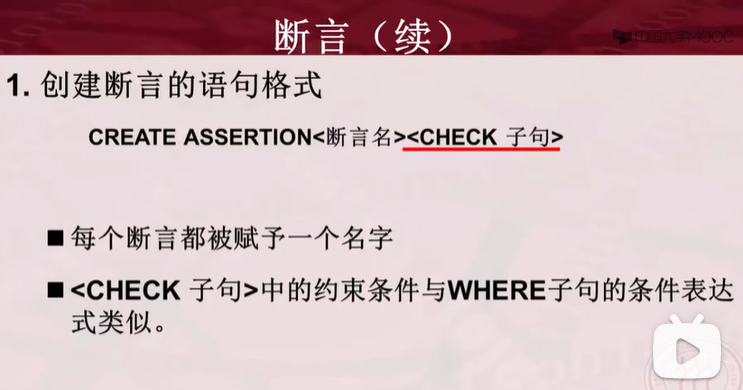 断言（续）
中国大学MOOC
1. 创建断言的语句格式
CREATE ASSERTION<断言名><CHECK 子句>
■ 每个断言都被赋予一个名字
■ <CHECK 子句>中的约束条件与WHERE子句的条件表达
式类似。